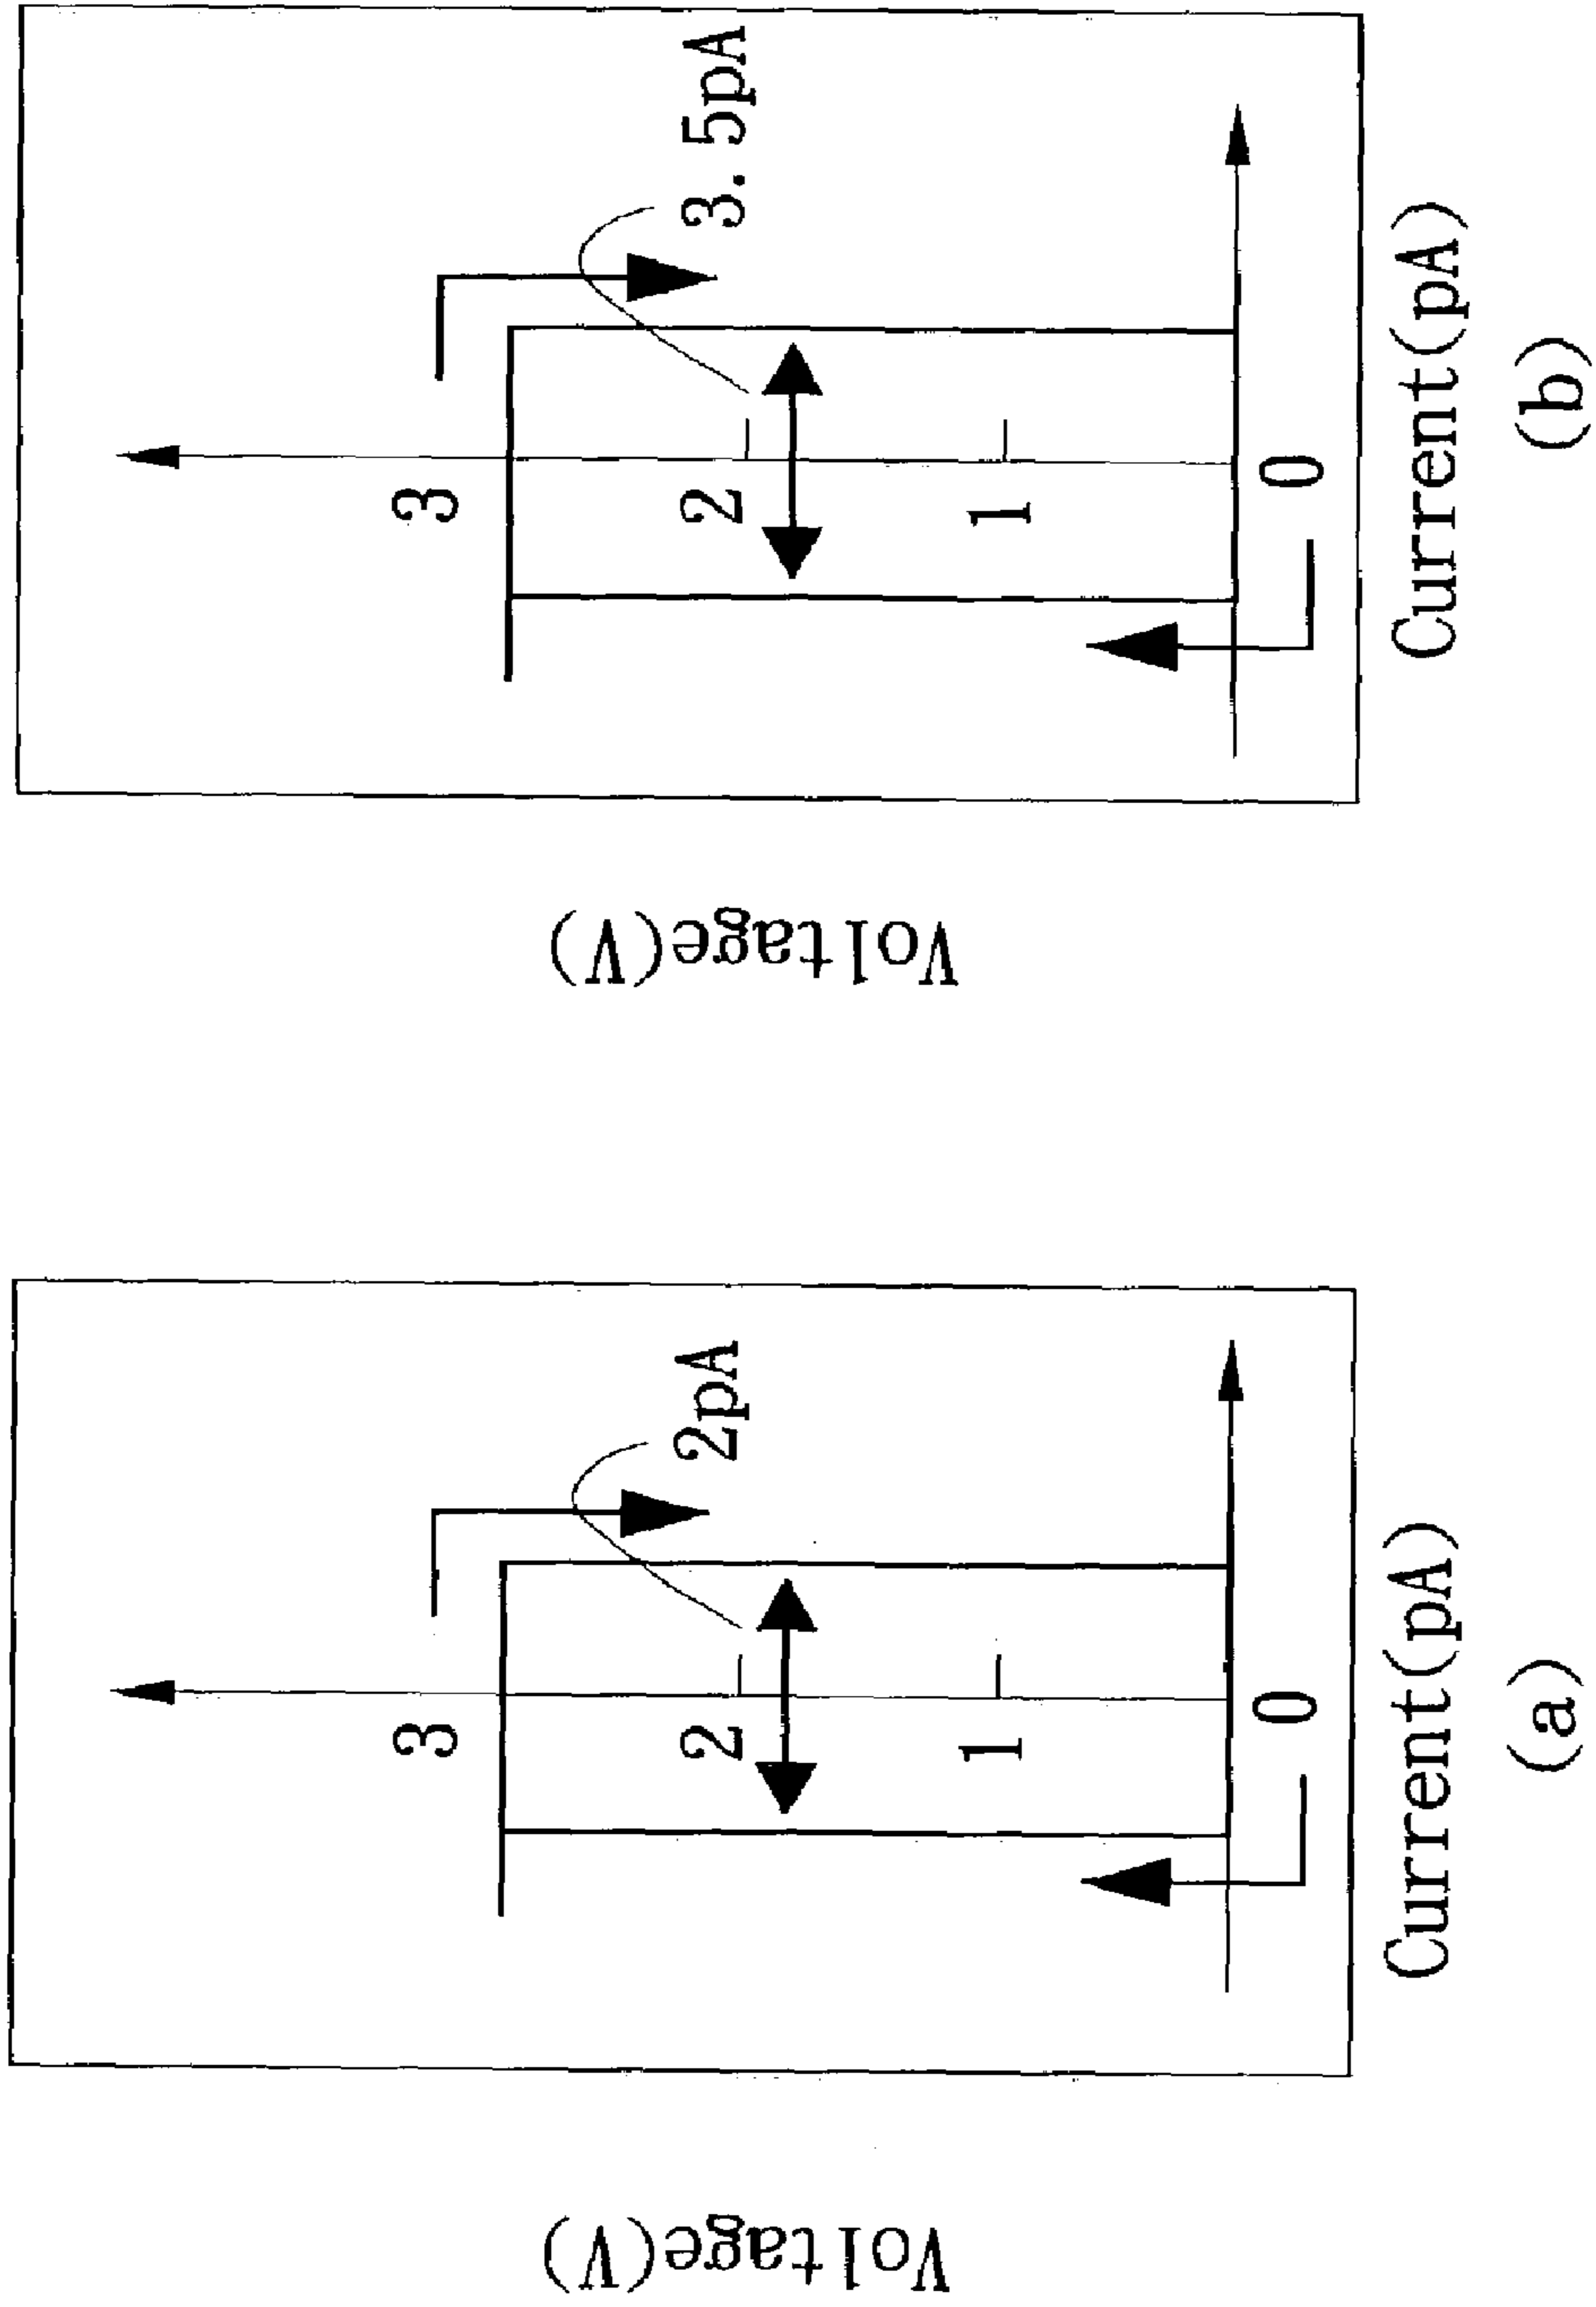 Voltage(V)
3
2
1
0
2pA
Current(pA)
(a)
Voltage(V)
3
2
1
0
3.5pA
Current(pA)
(b)